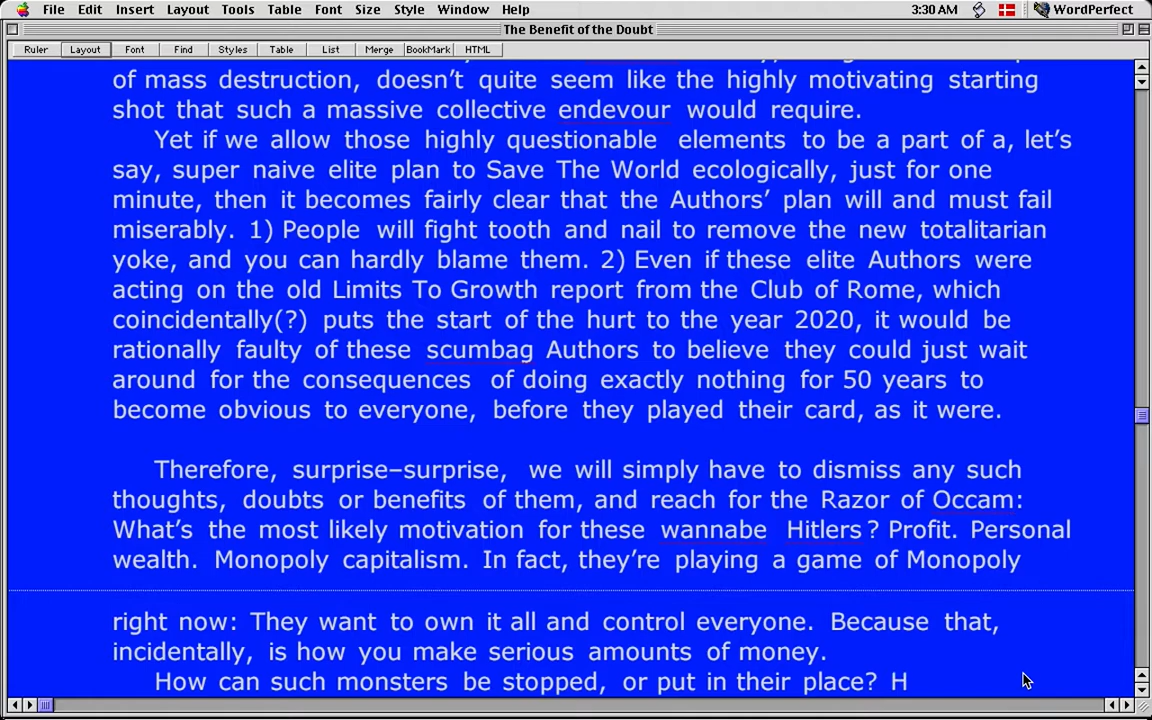 File Edit Insert Layout Tools Table Font Size Style Window Help 3:30 AM WordPerfect
The Benefit of the Doubt
Ruler Layout Font Find Styles Table List Merge BookMark HTML
of mass destruction, doesn’t quite seem like the highly motivating starting
shot that such a massive collective endevour would require.
Yet if we allow those highly questionable elements to be a part of a, let’s
say, super naive elite plan to Save The World ecologically, just for one
minute, then it becomes fairly clear that the Authors’ plan will and must fail
miserably. 1) People will fight tooth and nail to remove the new totalitarian
yoke, and you can hardly blame them. 2) Even if these elite Authors were
acting on the old Limits To Growth report from the Club of Rome, which
coincidentally(?) puts the start of the hurt to the year 2020, it would be
rationally faulty of these scumbag Authors to believe they could just wait
around for the consequences of doing exactly nothing for 50 years to
become obvious to everyone, before they played their card, as it were.
Therefore, surprise–surprise, we will simply have to dismiss any such
thoughts, doubts or benefits of them, and reach for the Razor of Occam:
What’s the most likely motivation for these wannabe Hitlers? Profit. Personal
wealth. Monopoly capitalism. In fact, they’re playing a game of Monopoly
right now: They want to own it all and control everyone. Because that,
incidentally, is how you make serious amounts of money.
How can such monsters be stopped, or put in their place? H